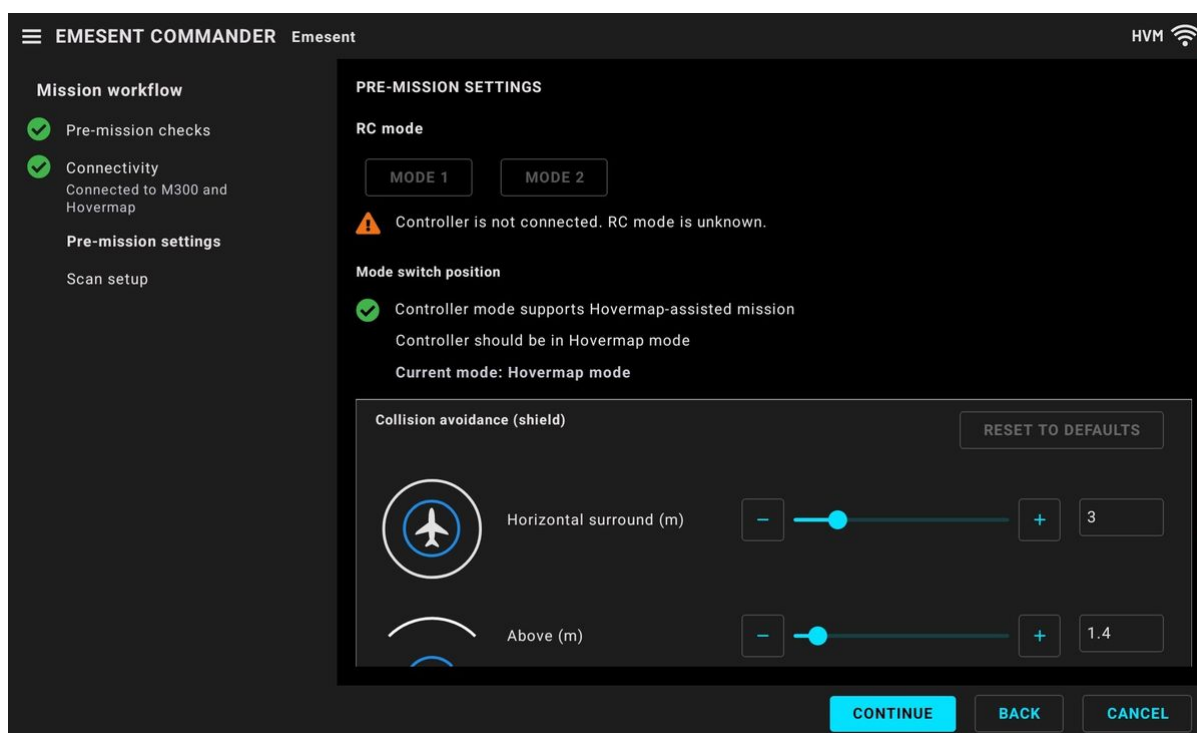 EMESENT COMMANDER Emesent
HVM
Mission workflow
Pre-mission checks
Connectivity
Connected to M300 and
Hovermap
Pre-mission settings
Scan setup
PRE-MISSION SETTINGS
RC mode
MODE 1
MODE 2
Controller is not connected. RC mode is unknown.
Mode switch position
Controller mode supports Hovermap-assisted mission
Controller should be in Hovermap mode
Current mode: Hovermap mode
Collision avoidance (shield)
RESET TO DEFAULTS
Horizontal surround (m)
− + 3
Above (m)
− + 1.4
CONTINUE
BACK
CANCEL